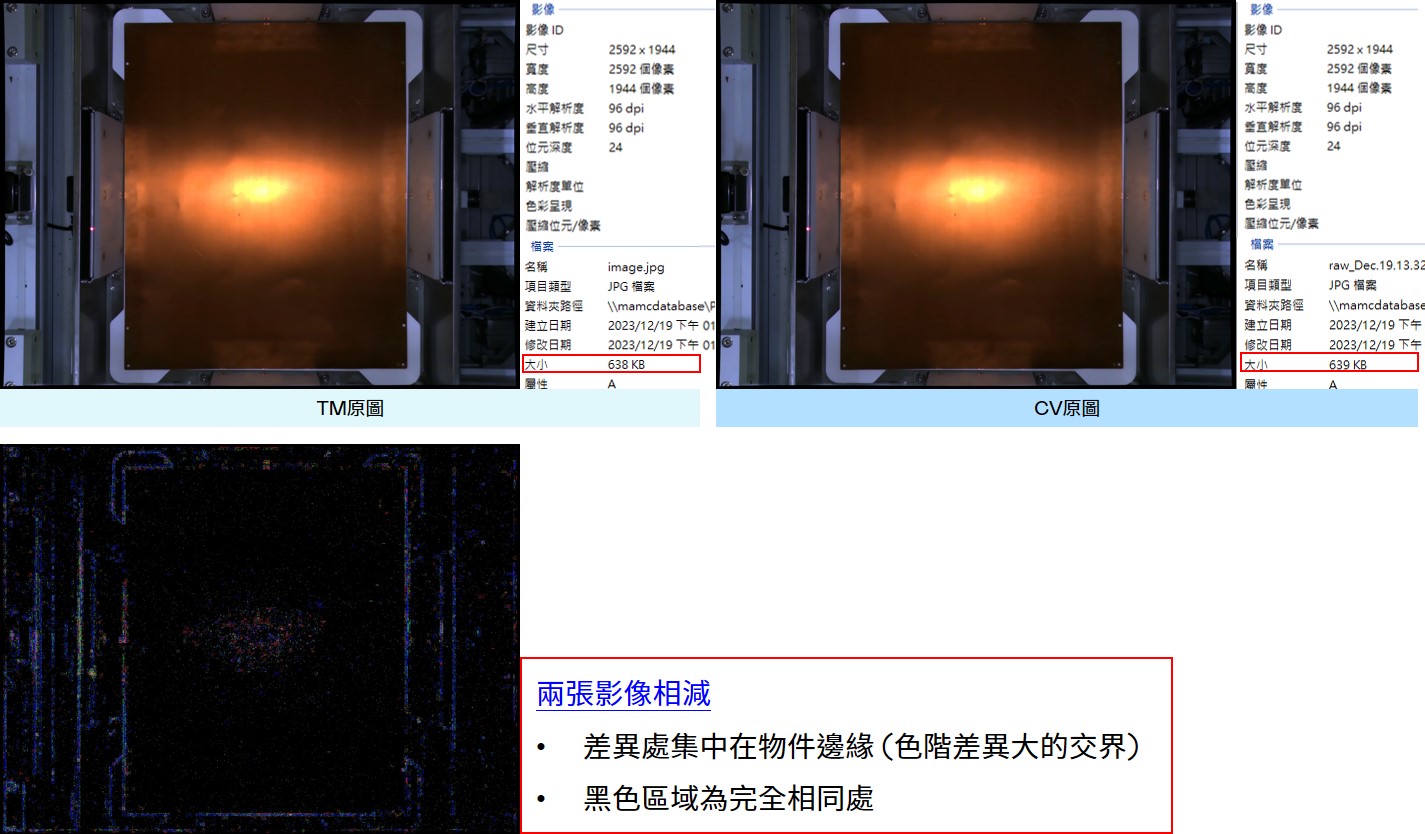 影像
影像 ID
尺寸 2592 x 1944
寬度 2592 個像素
高度 1944 個像素
水平解析度 96 dpi
垂直解析度 96 dpi
位元深度 24
壓縮
解析度單位
色彩呈現
壓縮位元/像素
檔案
名稱 image.jpg
項目類型 JPG 檔案
資料夾路徑 \\mamcdatabase\
建立日期 2023/12/19 下午 01
修改日期 2023/12/19 下午 01
大小 638 KB
屬性 A
TM原圖
影像
影像 ID
尺寸 2592 x 1944
寬度 2592 個像素
高度 1944 個像素
水平解析度 96 dpi
垂直解析度 96 dpi
位元深度 24
壓縮
解析度單位
色彩呈現
壓縮位元/像素
檔案
名稱 raw_Dec.19.13.32
項目類型 JPG 檔案
資料夾路徑 \\mamcdatabase
建立日期 2023/12/19 下午
修改日期 2023/12/19 下午
大小 639 KB
屬性 A
CV原圖
兩張影像相減
• 差異處集中在物件邊緣 (色階差異大的交界)
• 黑色區域為完全相同處